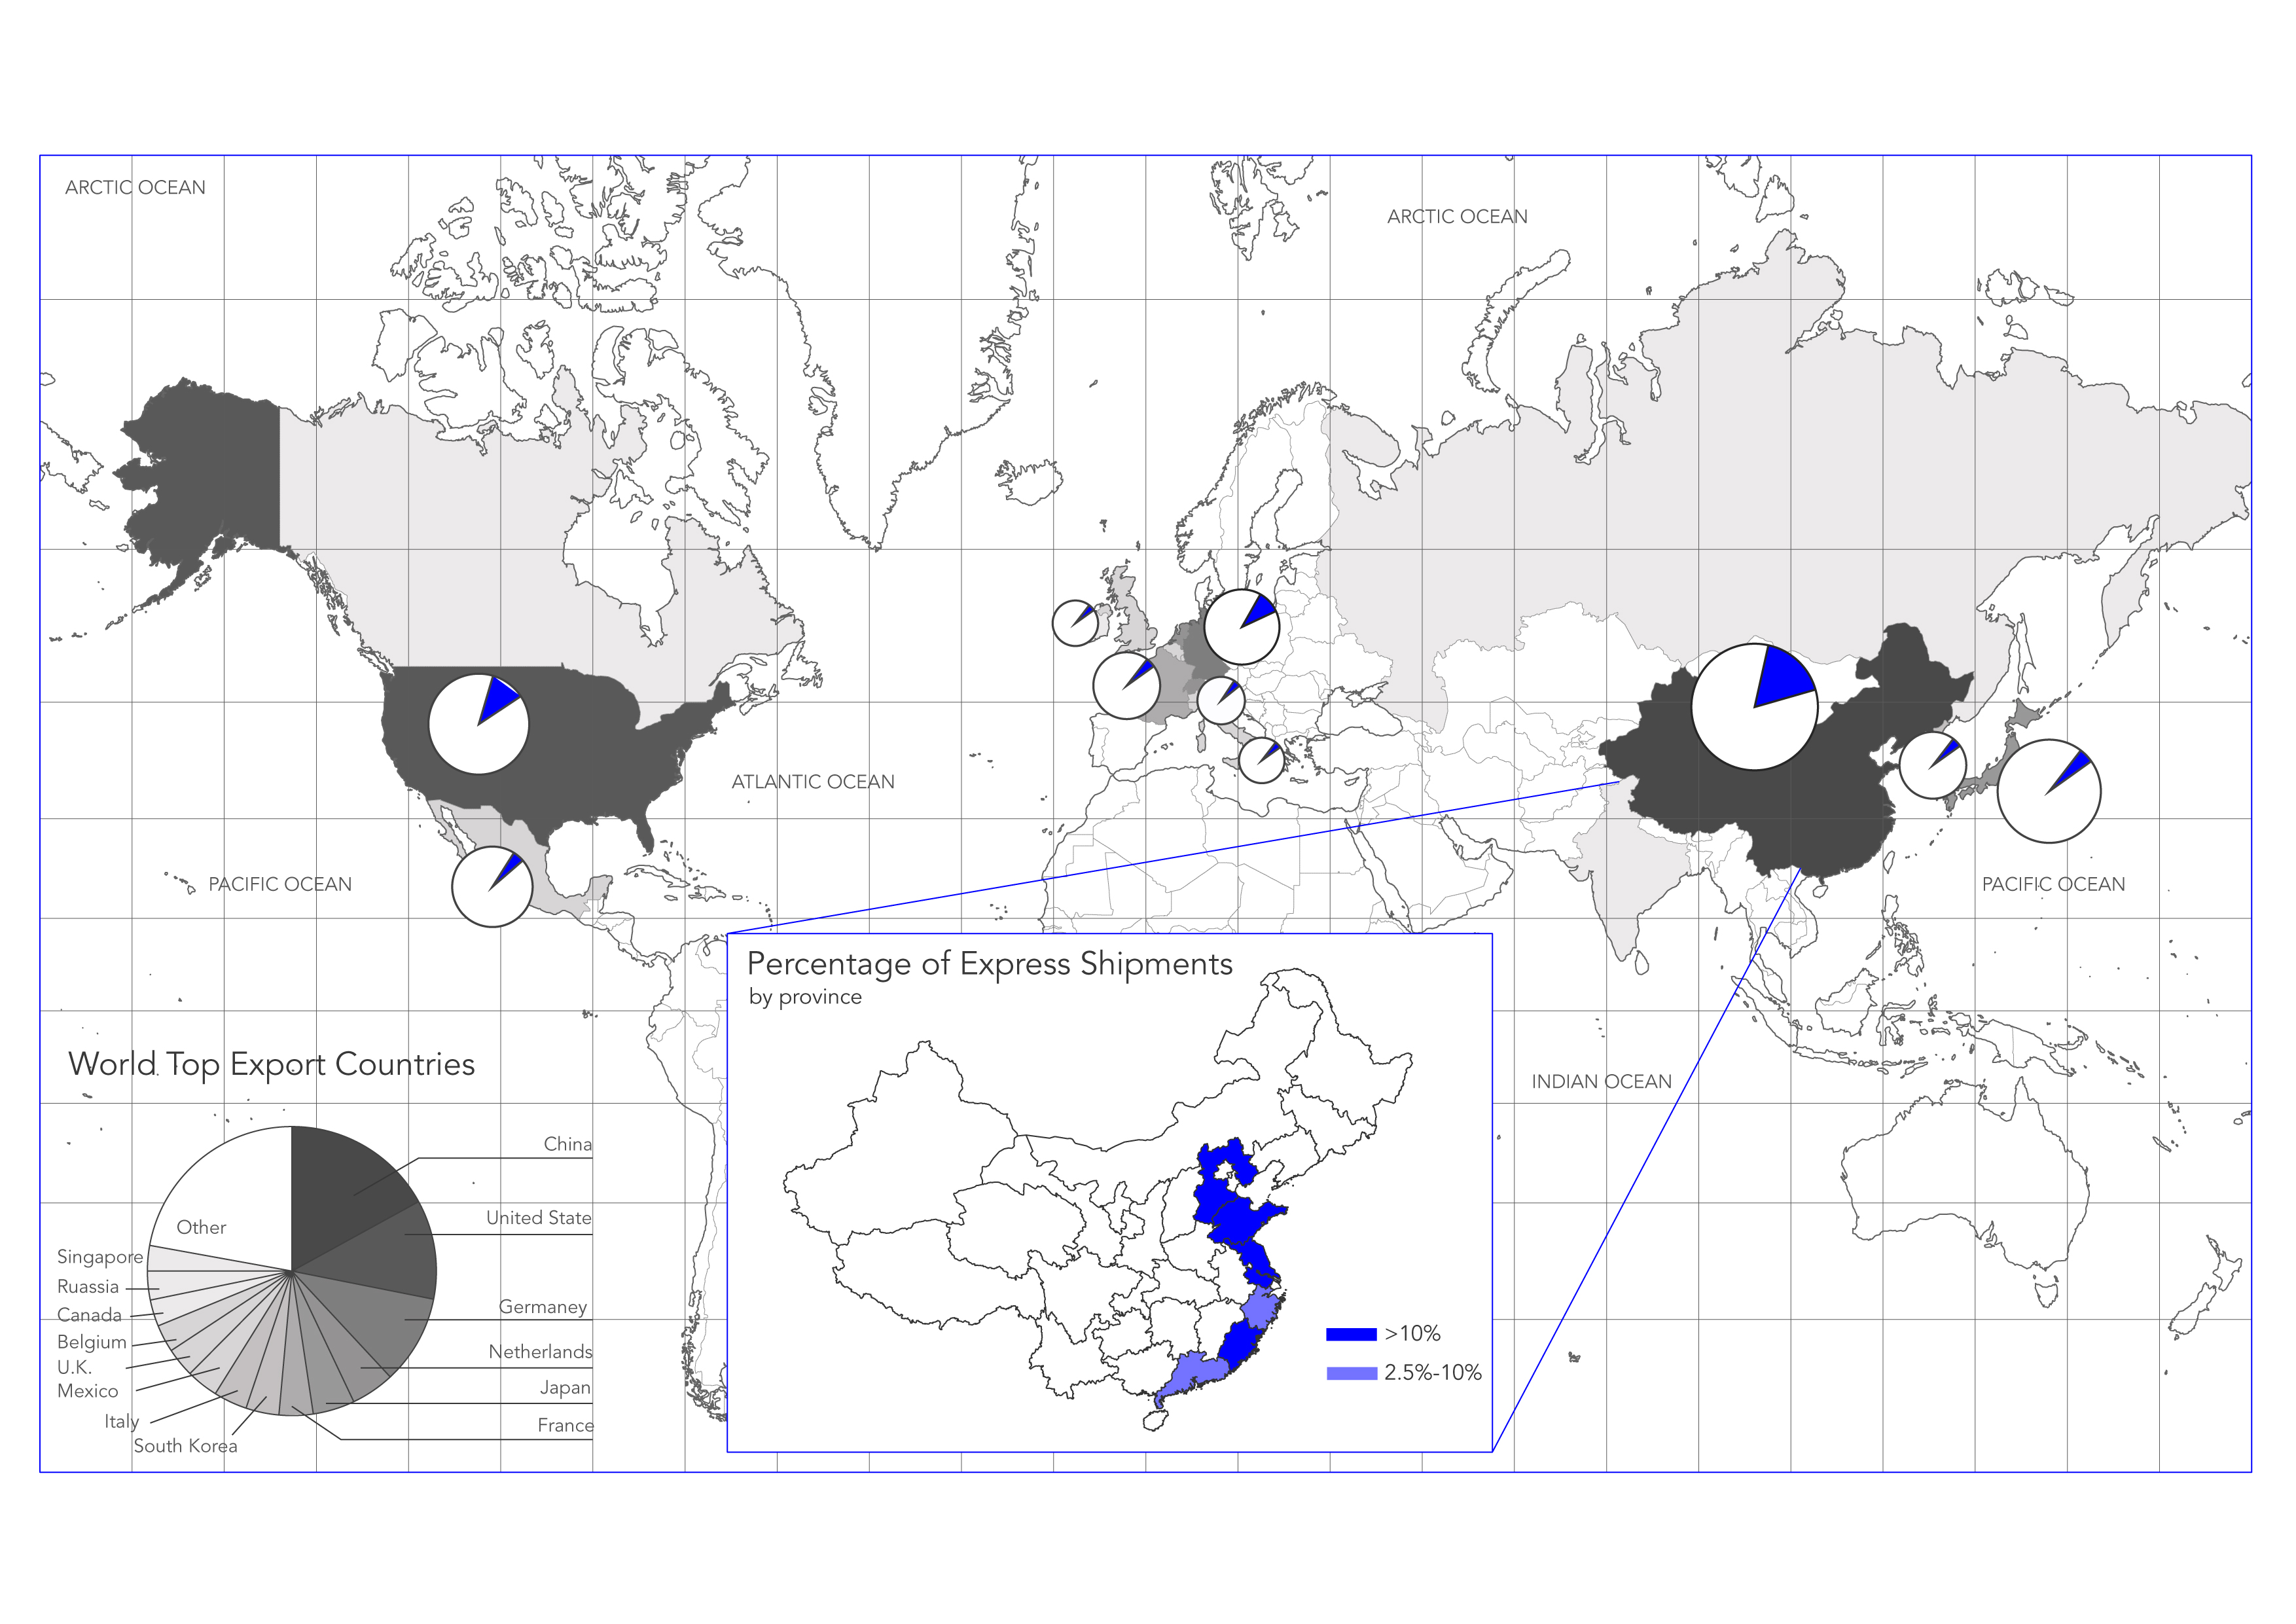 ARCTIC OCEAN
ARCTIC OCEAN
ATLANTIC OCEAN
PACIFIC OCEAN
PACIFIC OCEAN
INDIAN OCEAN
World Top Export Countries
China
United State
Germaney
Netherlands
Japan
France
Other
Singapore
Ruassia
Canada
Belgium
U.K.
Mexico
Italy
South Korea
Percentage of Express Shipments
by province
>10%
2.5%-10%